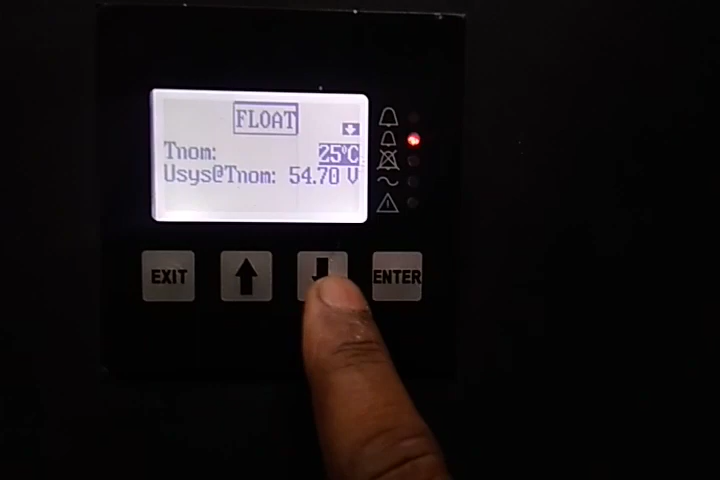 FLOAT
Tnom: 25°C
Usys@Tnom: 54.70 V
EXIT
ENTER